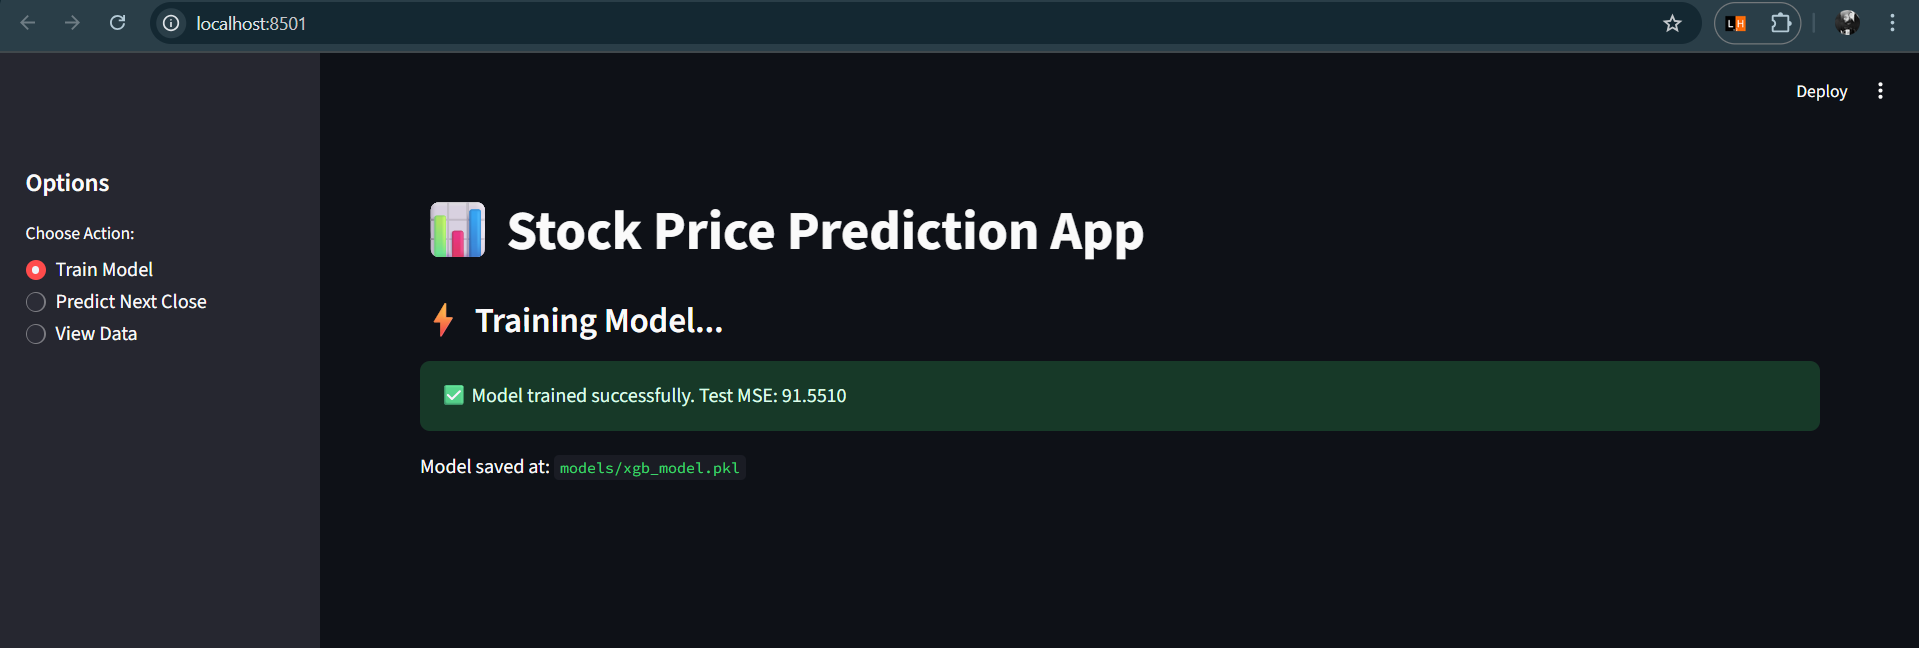 localhost:8501
LH
Deploy
Options
Choose Action:
Train Model
Predict Next Close
View Data
Stock Price Prediction App
Training Model...
Model trained successfully. Test MSE: 91.5510
Model saved at: models/xgb_model.pkl